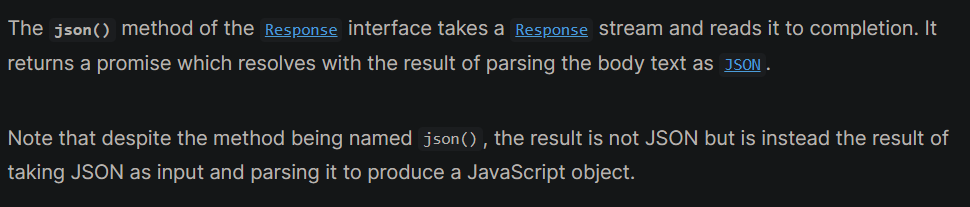 The json() method of the Response interface takes a Response stream and reads it to completion. It
returns a promise which resolves with the result of parsing the body text as JSON.
Note that despite the method being named json(), the result is not JSON but is instead the result of
taking JSON as input and parsing it to produce a JavaScript object.